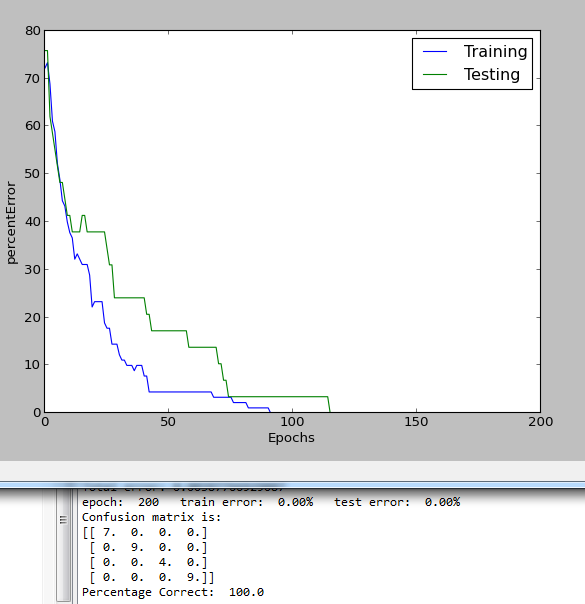 80
70
60
50
40
30
20
10
0
percentError
Training
Testing
0 50 100 150 200
Epochs
epoch:  200   train error:  0.00%   test error:  0.00%
Confusion matrix is:
[[ 7.  0.  0.  0.]
 [ 0.  9.  0.  0.]
 [ 0.  0.  4.  0.]
 [ 0.  0.  0.  9.]]
Percentage Correct:  100.0